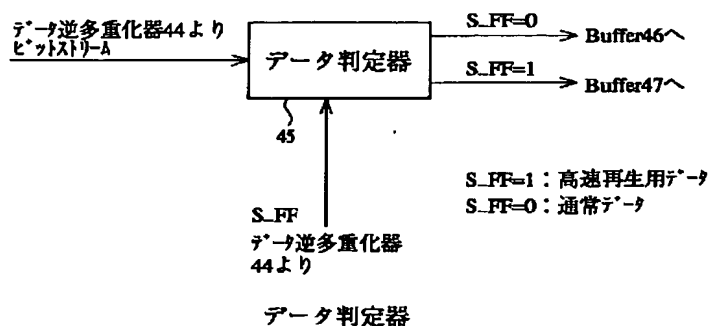 データ逆多重化器44より
ビットストリーム
データ判定器
45
S_FF=0
Buffer46へ
S_FF=1
Buffer47へ
S_FF
データ逆多重化器
44より
S_FF=1：高速再生用データ
S_FF=0：通常データ
データ判定器